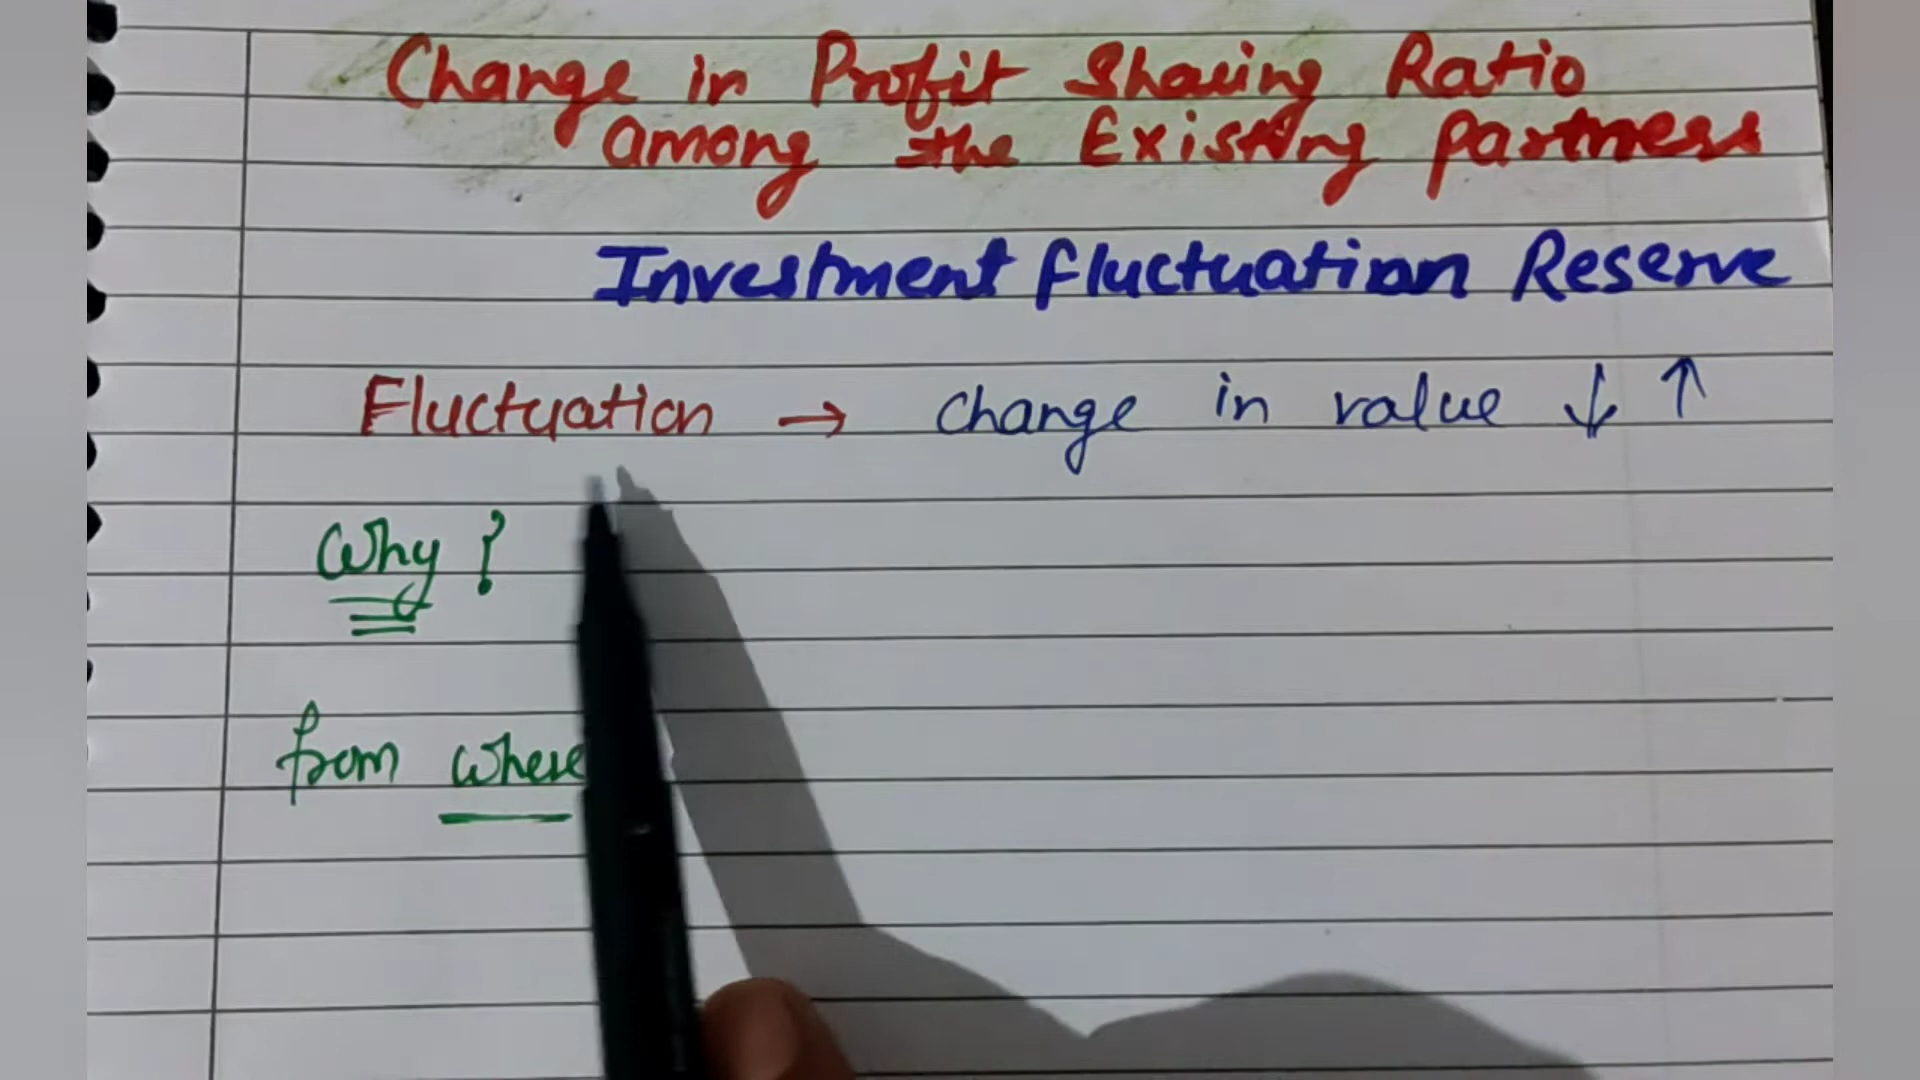 Change in Profit Sharing Ratio
among the Existing partners
Investment fluctuation Reserve
Fluctuation → change in value ↓ ↑
Why ?
from where